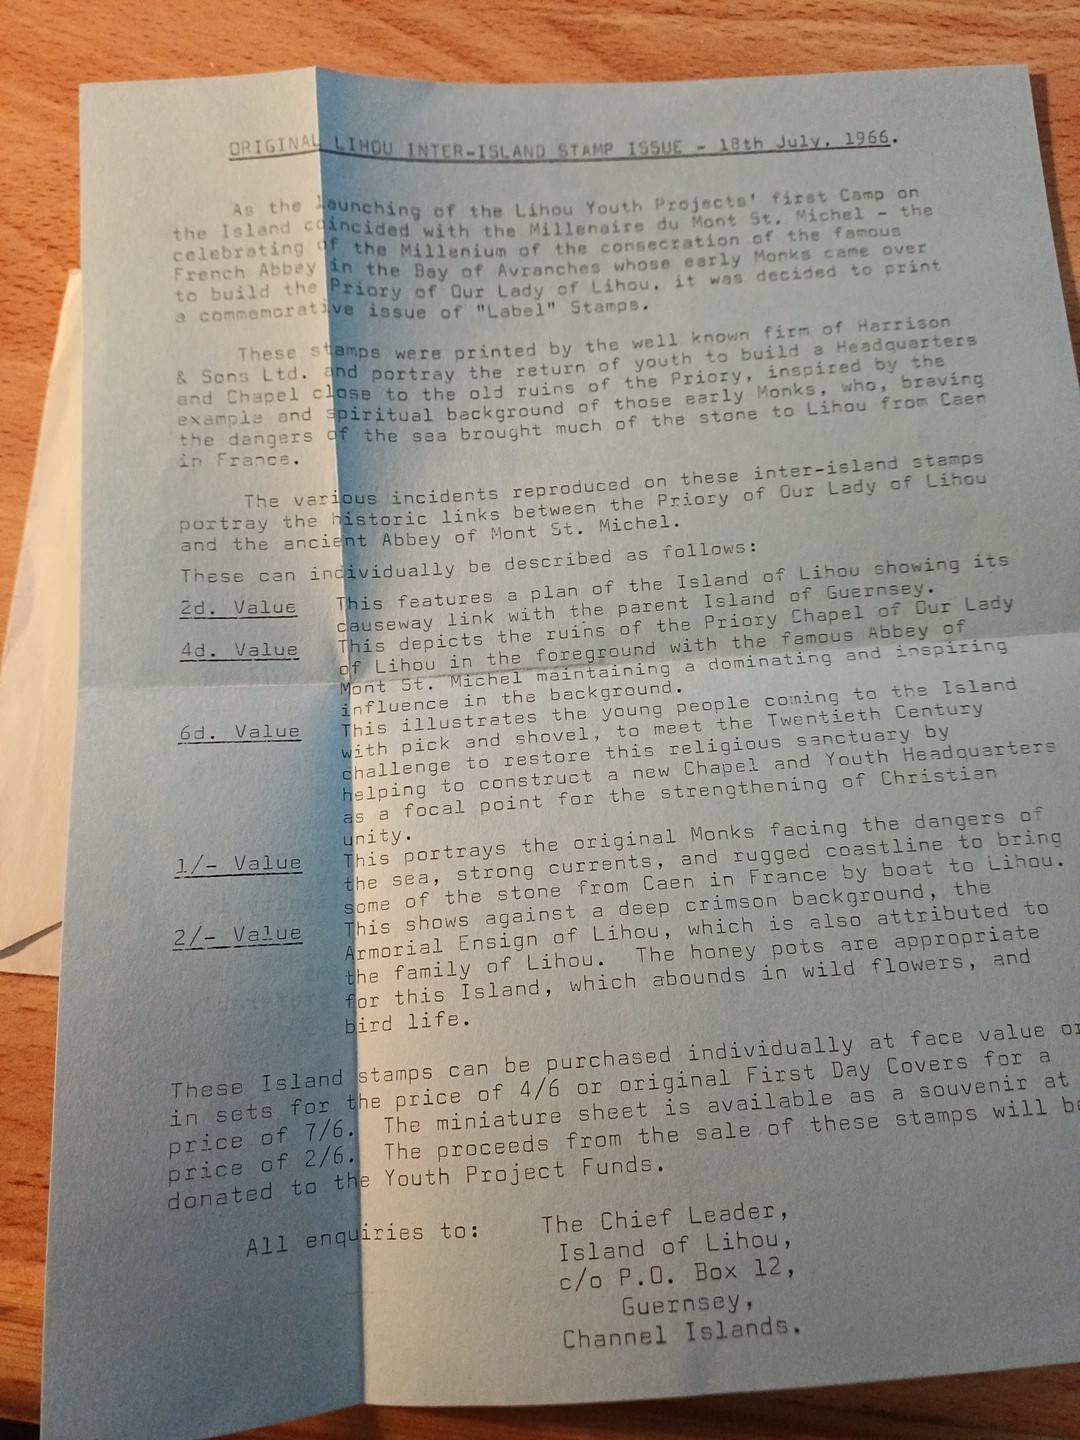 ORIGINAL LIHOU INTER-ISLAND STAMP ISSUE - 18th July, 1966.
As the launching of the Lihou Youth Projects' first Camp on
the Island coincided with the Millenaire du Mont St. Michel - the
celebrating of the Millenium of the consecration of the famous
French Abbey in the Bay of Avranches whose early Monks came over
to build the Priory of Our Lady of Lihou, it was decided to print
a commemorative issue of "Label" Stamps.
These stamps were printed by the well known firm of Harrison
& Sons Ltd. and portray the return of youth to build a Headquarters
and Chapel close to the old ruins of the Priory, inspired by the
example and spiritual background of those early Monks, who, braving
the dangers of the sea brought much of the stone to Lihou from Caen
in France.
The various incidents reproduced on these inter-island stamps
portray the historic links between the Priory of Our Lady of Lihou
and the ancient Abbey of Mont St. Michel.
These can individually be described as follows:
2d. Value This features a plan of the Island of Lihou showing its
causeway link with the parent Island of Guernsey.
4d. Value This depicts the ruins of the Priory Chapel of Our Lady
of Lihou in the foreground with the famous Abbey of
Mont St. Michel maintaining a dominating and inspiring
influence in the background.
6d. Value This illustrates the young people coming to the Island
with pick and shovel, to meet the Twentieth Century
challenge to restore this religious sanctuary by
helping to construct a new Chapel and Youth Headquarters
as a focal point for the strengthening of Christian
unity.
1/- Value This portrays the original Monks facing the dangers of
the sea, strong currents, and rugged coastline to bring
some of the stone from Caen in France by boat to Lihou.
2/- Value This shows against a deep crimson background, the
Armorial Ensign of Lihou, which is also attributed to
the family of Lihou. The honey pots are appropriate
for this Island, which abounds in wild flowers, and
bird life.
These Island stamps can be purchased individually at face value or
in sets for the price of 4/6 or original First Day Covers for a
price of 7/6. The miniature sheet is available as a souvenir at
price of 2/6. The proceeds from the sale of these stamps will be
donated to the Youth Project Funds.
All enquiries to: The Chief Leader,
Island of Lihou,
c/o P.O. Box 12,
Guernsey,
Channel Islands.